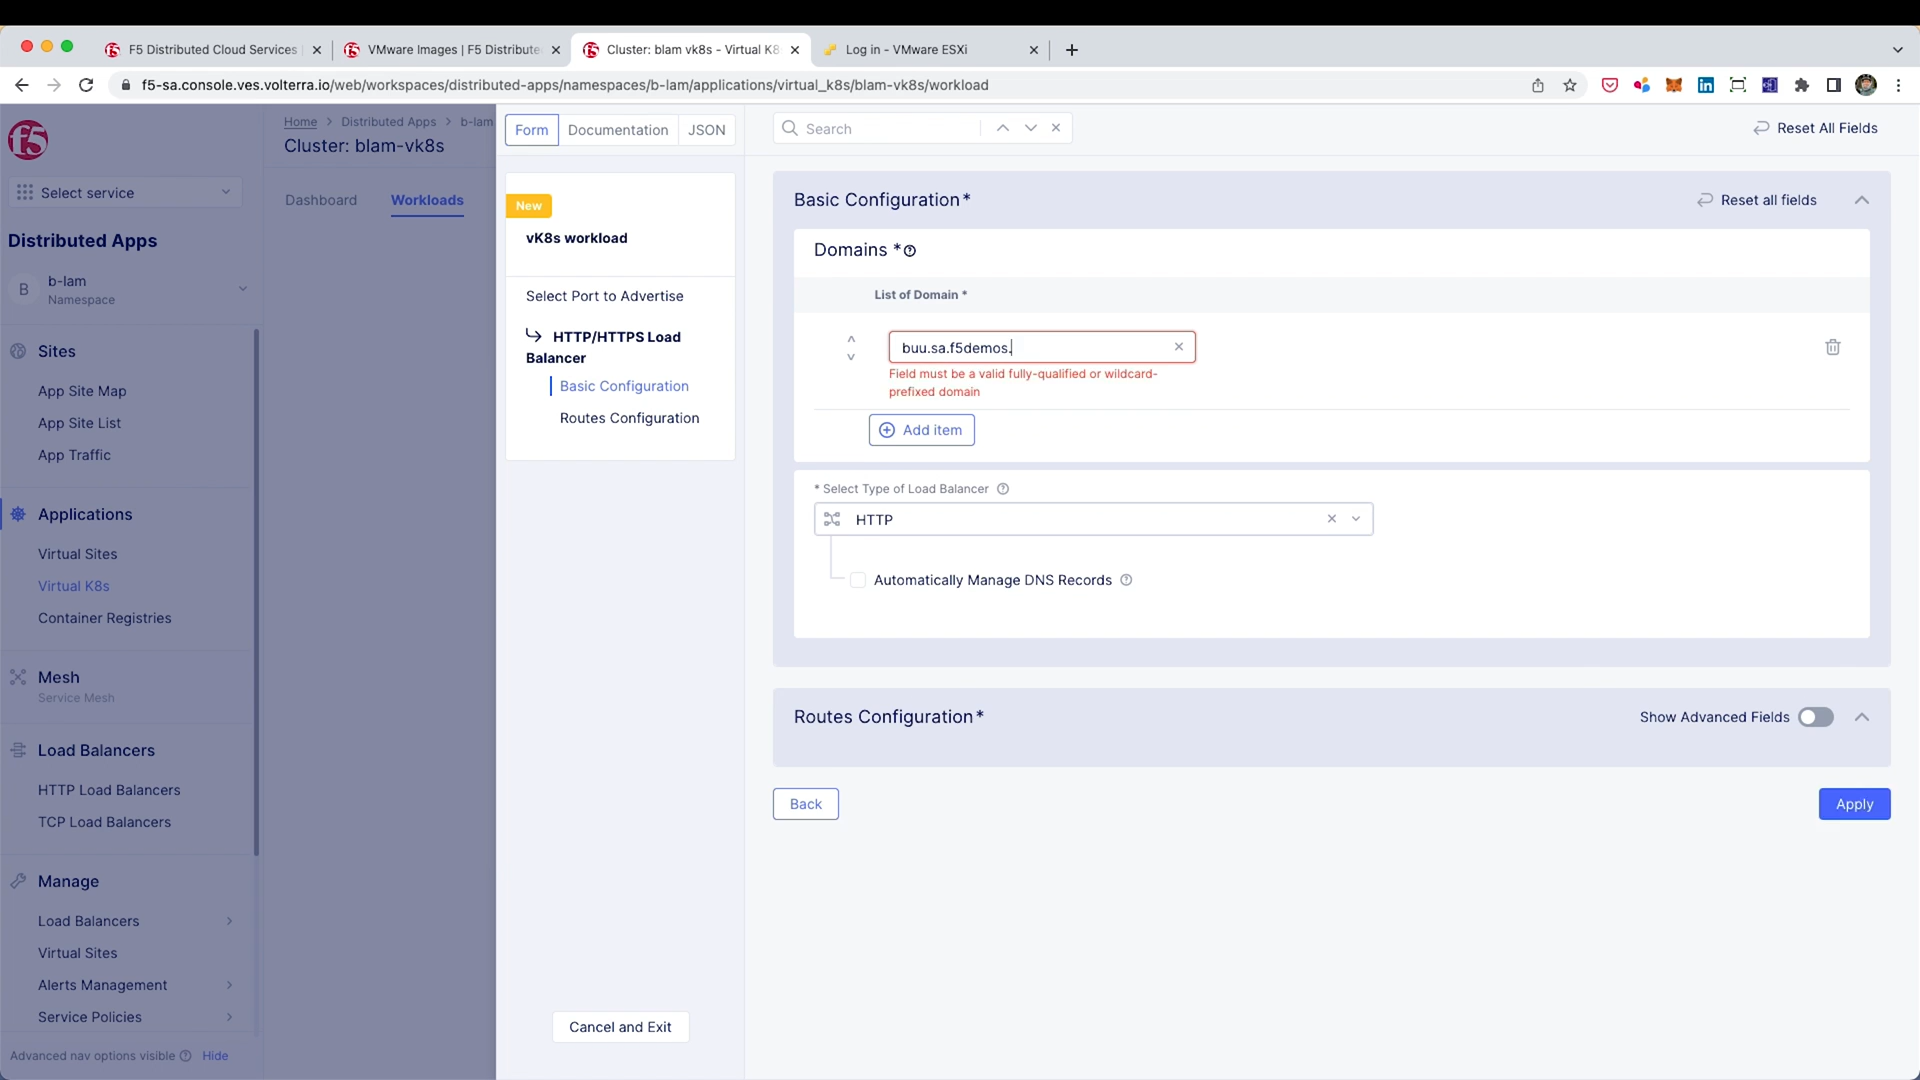 F5 Distributed Cloud Services
VMware Images | F5 Distribute
Cluster: blam vk8s - Virtual K8
Log in - VMware ESXi
f5-sa.console.ves.volterra.io/web/workspaces/distributed-apps/namespaces/b-lam/applications/virtual_k8s/blam-vk8s/workload
f5
Select service
Distributed Apps
B
b-lam
Namespace
Sites
App Site Map
App Site List
App Traffic
Applications
Virtual Sites
Virtual K8s
Container Registries
Mesh
Service Mesh
Load Balancers
HTTP Load Balancers
TCP Load Balancers
Manage
Load Balancers
Virtual Sites
Alerts Management
Service Policies
Advanced nav options visible
Hide
Home
Distributed Apps
b-lam
Cluster: blam-vk8s
Dashboard
Workloads
Form
Documentation
JSON
New
vK8s workload
Select Port to Advertise
HTTP/HTTPS Load
Balancer
Basic Configuration
Routes Configuration
Cancel and Exit
Search
Reset All Fields
Basic Configuration*
Reset all fields
Domains *
List of Domain *
buu.sa.f5demos.
Field must be a valid fully-qualified or wildcard-
prefixed domain
Add item
* Select Type of Load Balancer
HTTP
Automatically Manage DNS Records
Routes Configuration*
Show Advanced Fields
Back
Apply